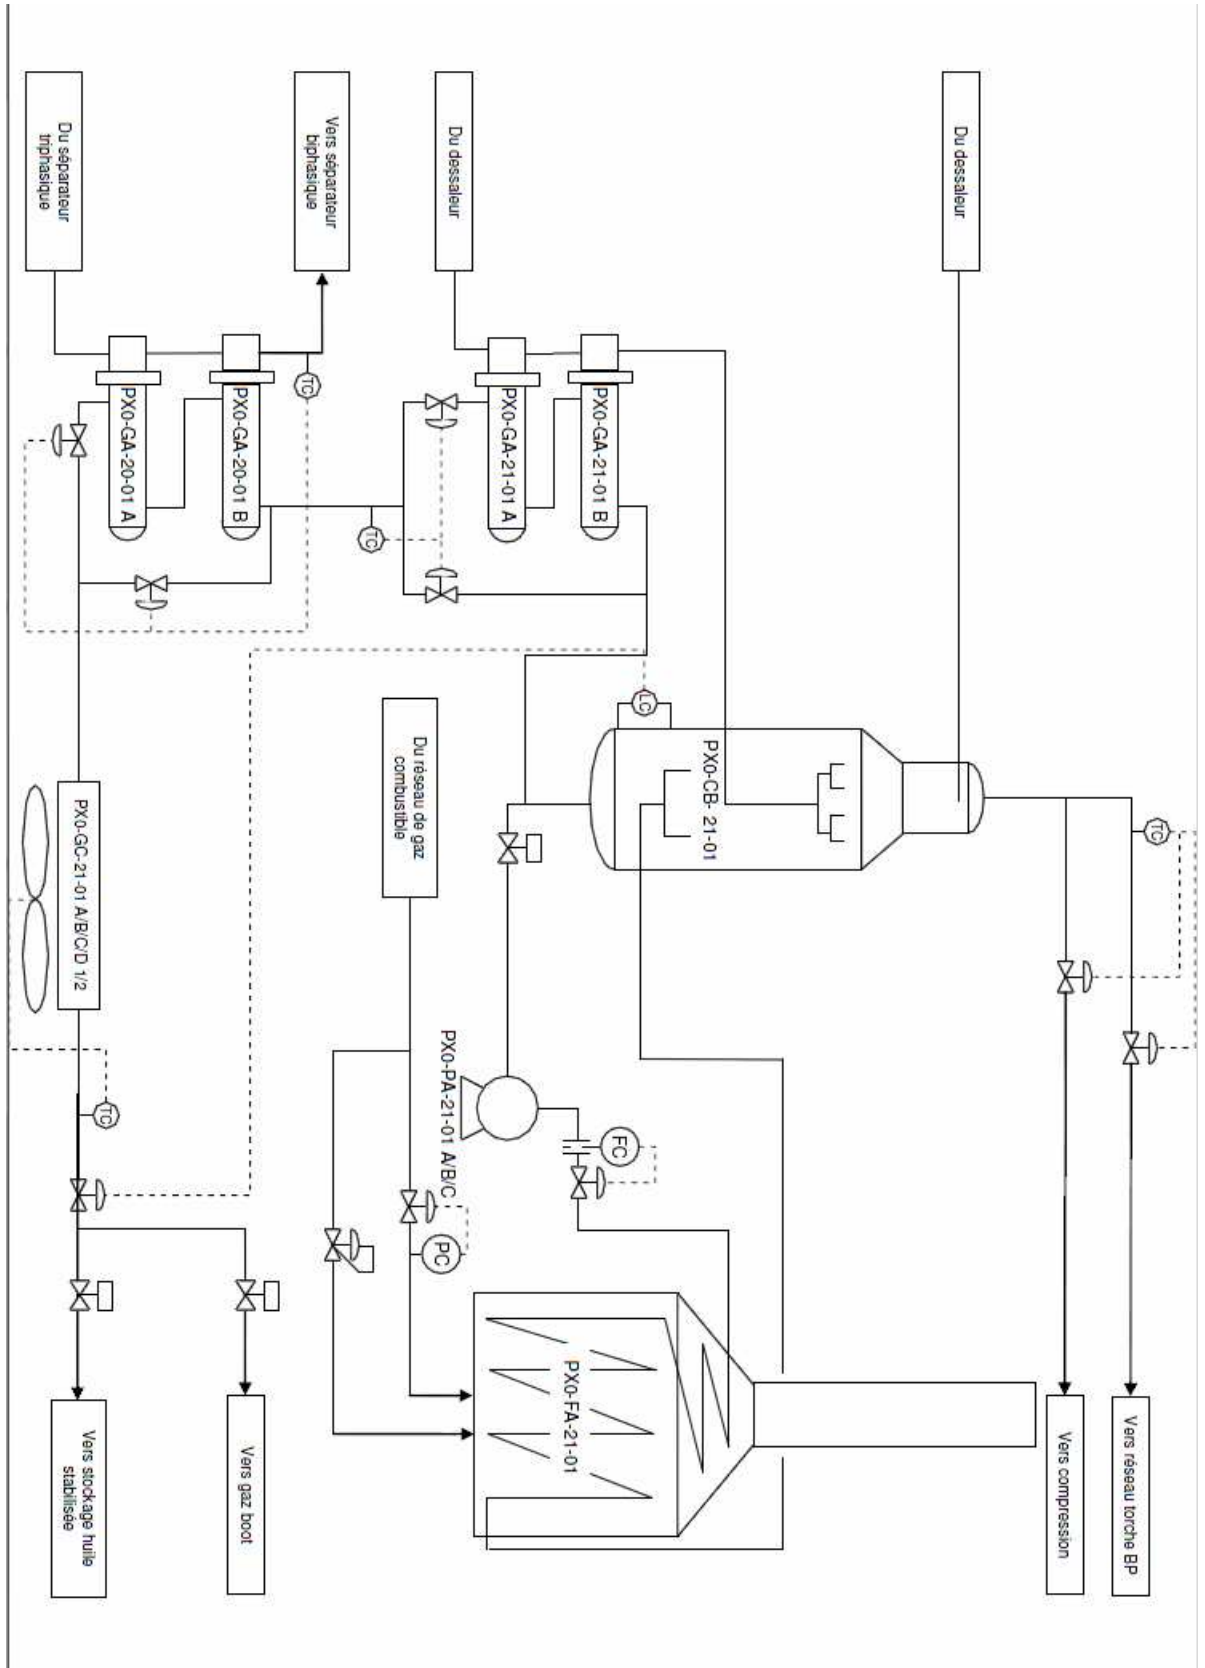 Du séparateur
triphasique
Vers séparateur
biphasique
Du dessaleur
Du dessaleur
PX0-GA-20-01 A
PX0-GA-20-01 B
TC
PX0-GA-21-01 A
PX0-GA-21-01 B
TC
LC
PX0-CB- 21-01
TC
Du réseau de gaz
combustible
PX0-GC-21-01 A/B/C/D 1/2
TC
PX0-PA-21-01 A/B/C
FC
PC
PX0-FA-21-01
Vers stockage huile
stabilisée
Vers gaz boot
Vers compression
Vers réseau torche BP